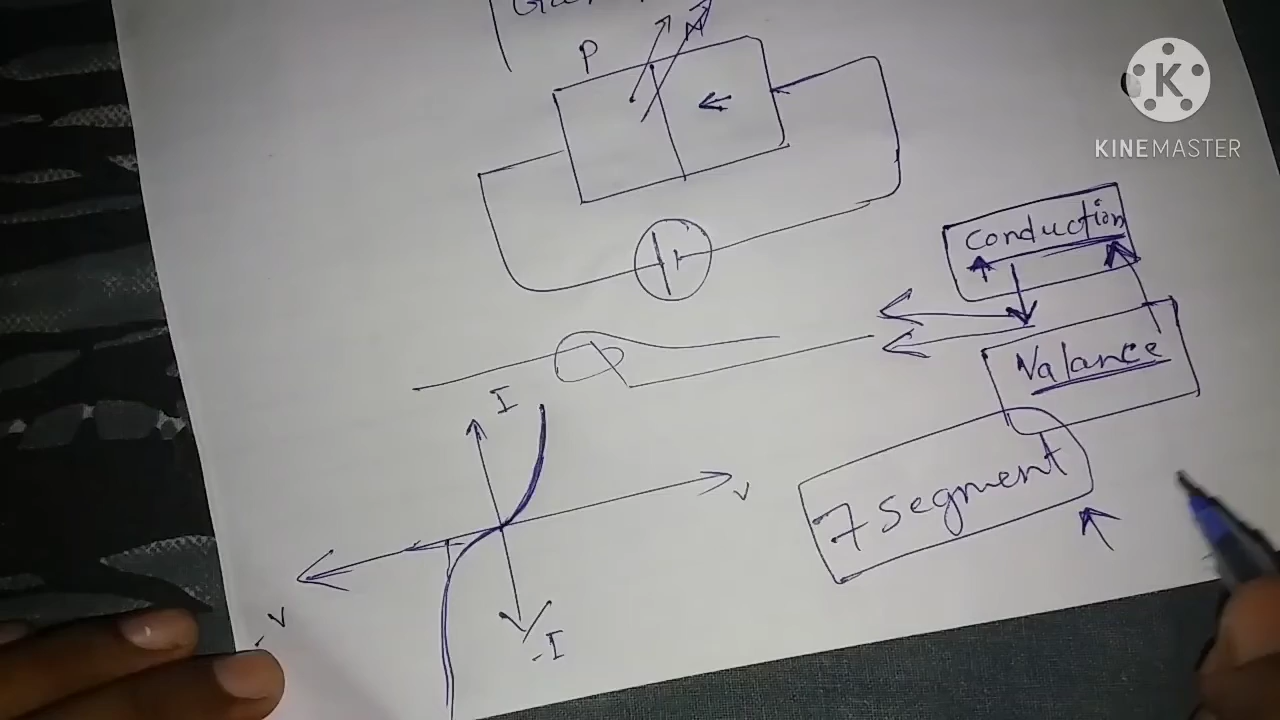 P N
K
KINEMASTER
Conduction
Valance
I
V
7 segment
-V
-I